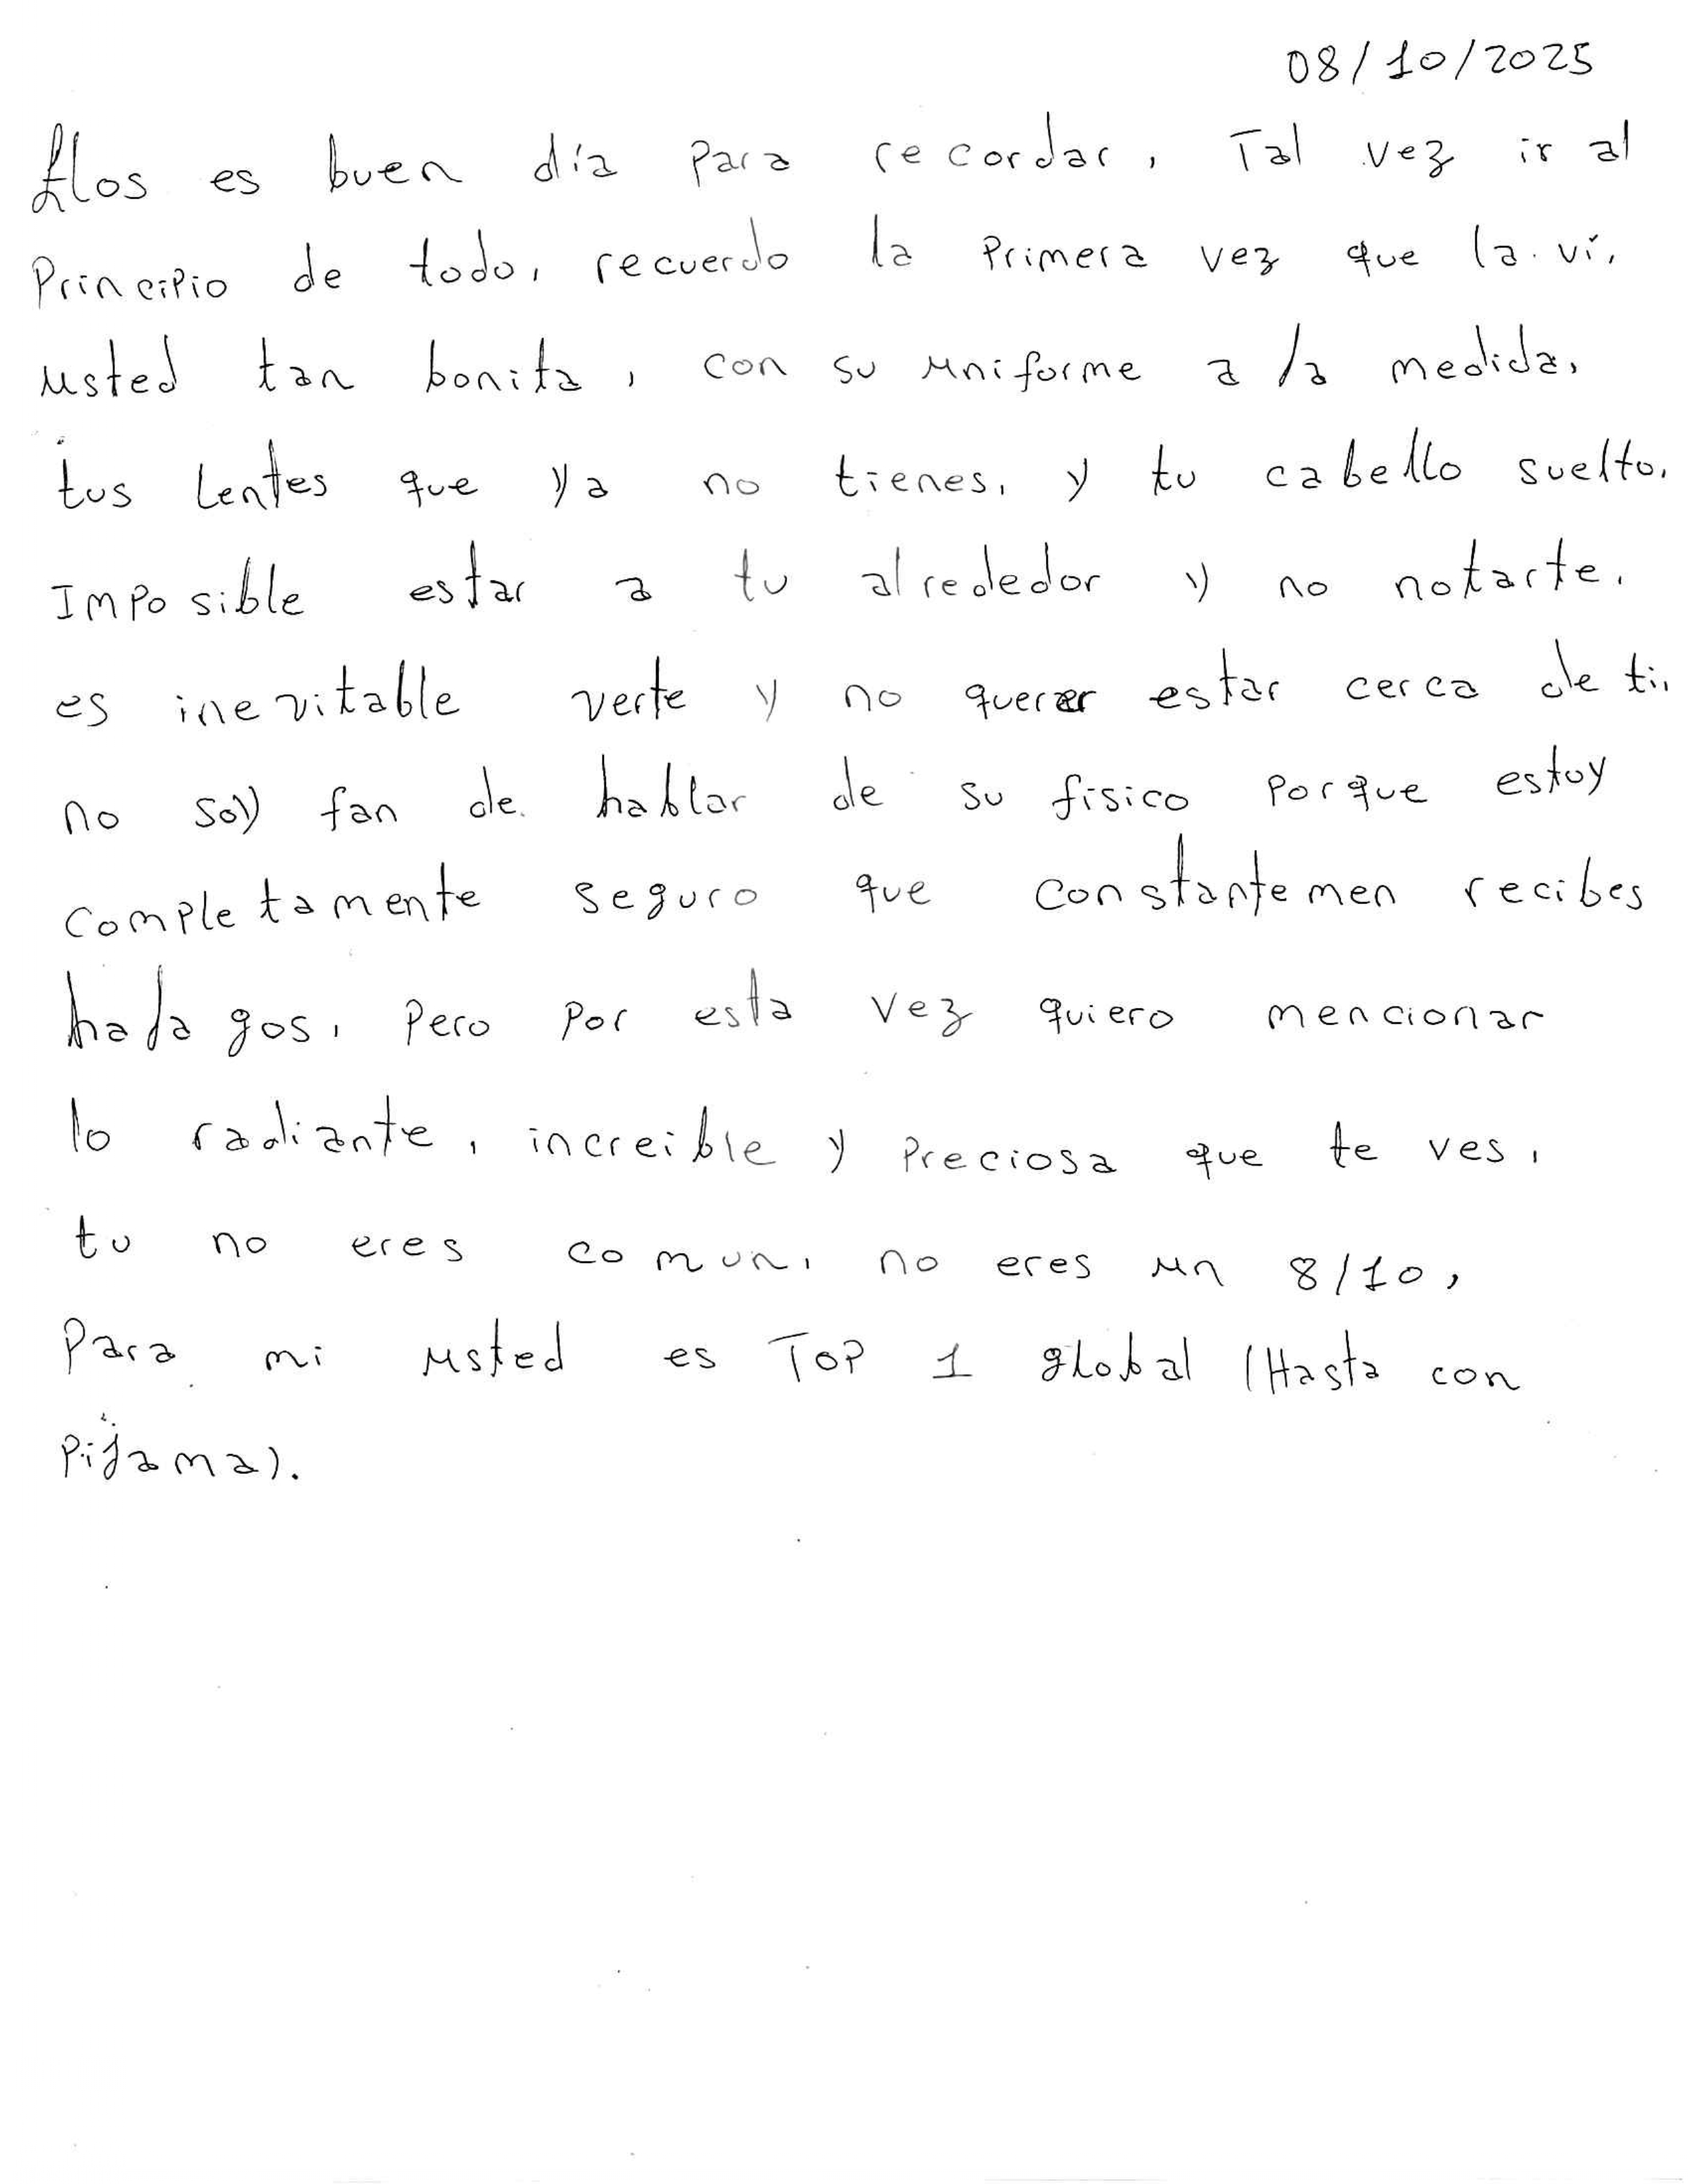 08/10/2025
es buen día para recordar, Tal vez ir al
Principio de todo, recuerdo la Primera vez que la ví,
usted tan bonita, con su uniforme a la medida,
tus lentes que ya no tienes, y tu cabello suelto.
Imposible estar a tu alrededor y no notarte.
es inevitable verte y no querer estar cerca de ti,
no soy fan de hablar de su fisico porque estoy
completamente seguro que constantemen recibes
halagos, pero por esta vez quiero mencionar
lo radiante, increible y preciosa que te ves,
tu no eres comun, no eres un 8/10,
Para mi usted es Top 1 global (Hasta con
pijama).